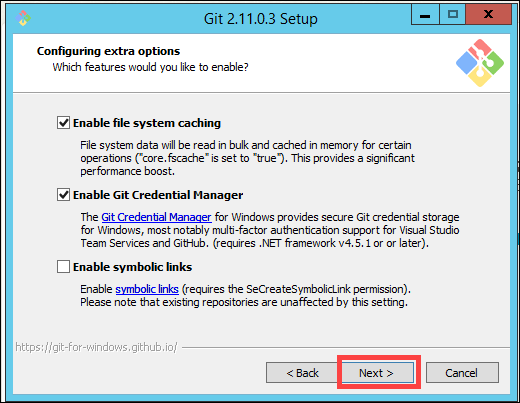 Git 2.11.0.3 Setup
Configuring extra options
Which features would you like to enable?
Enable file system caching
File system data will be read in bulk and cached in memory for certain
operations ("core.fscache" is set to "true"). This provides a significant
performance boost.
Enable Git Credential Manager
The Git Credential Manager for Windows provides secure Git credential storage
for Windows, most notably multi-factor authentication support for Visual Studio
Team Services and GitHub. (requires .NET framework v4.5.1 or or later).
Enable symbolic links
Enable symbolic links (requires the SeCreateSymbolicLink permission).
Please note that existing repositories are unaffected by this setting.
https://git-for-windows.github.io/
< Back Next > Cancel